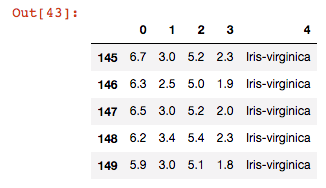 Out[43]:
0 1 2 3 4
145 6.7 3.0 5.2 2.3 Iris-virginica
146 6.3 2.5 5.0 1.9 Iris-virginica
147 6.5 3.0 5.2 2.0 Iris-virginica
148 6.2 3.4 5.4 2.3 Iris-virginica
149 5.9 3.0 5.1 1.8 Iris-virginica